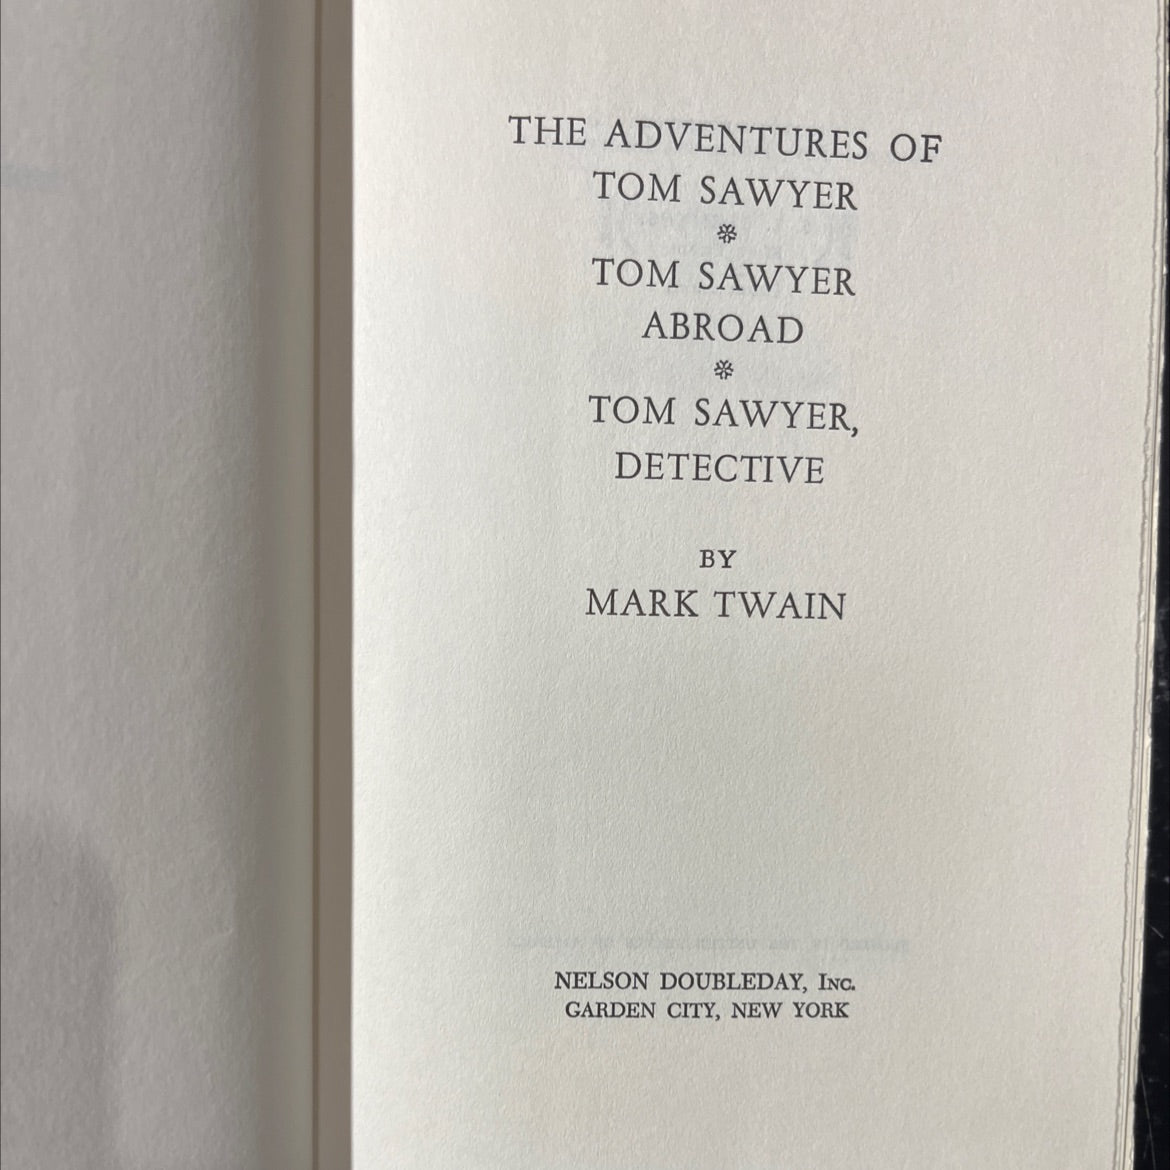 THE ADVENTURES OF
TOM SAWYER
TOM SAWYER
ABROAD
TOM SAWYER,
DETECTIVE
BY
MARK TWAIN
NELSON DOUBLEDAY, INC.
GARDEN CITY, NEW YORK